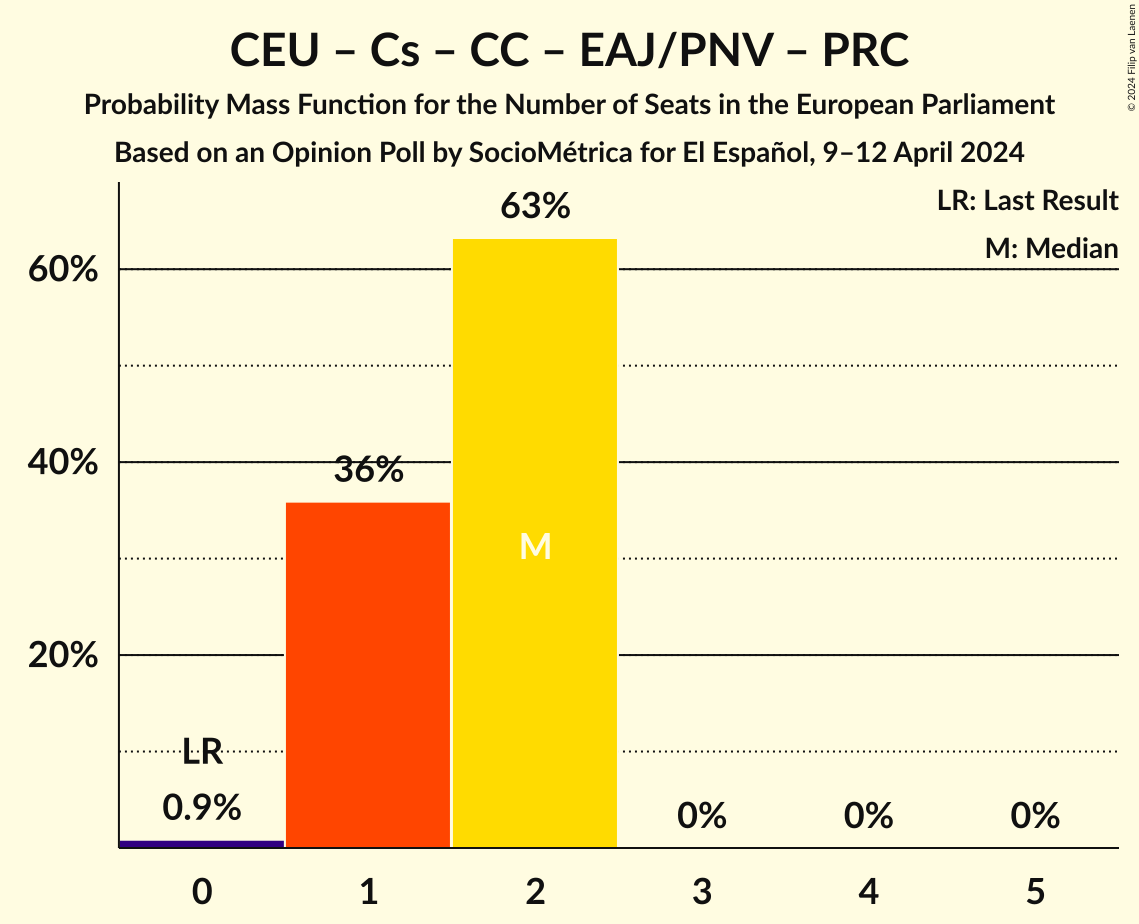 CEU – Cs – CC – EAJ/PNV – PRC
Probability Mass Function for the Number of Seats in the European Parliament
Based on an Opinion Poll by SocioMétrica for El Español, 9–12 April 2024
© 2024 Filip van Laenen
LR: Last Result
M: Median
63%
60%
40%
36%
M
20%
LR
0.9%
0%
0%
0%
0
1
2
3
4
5